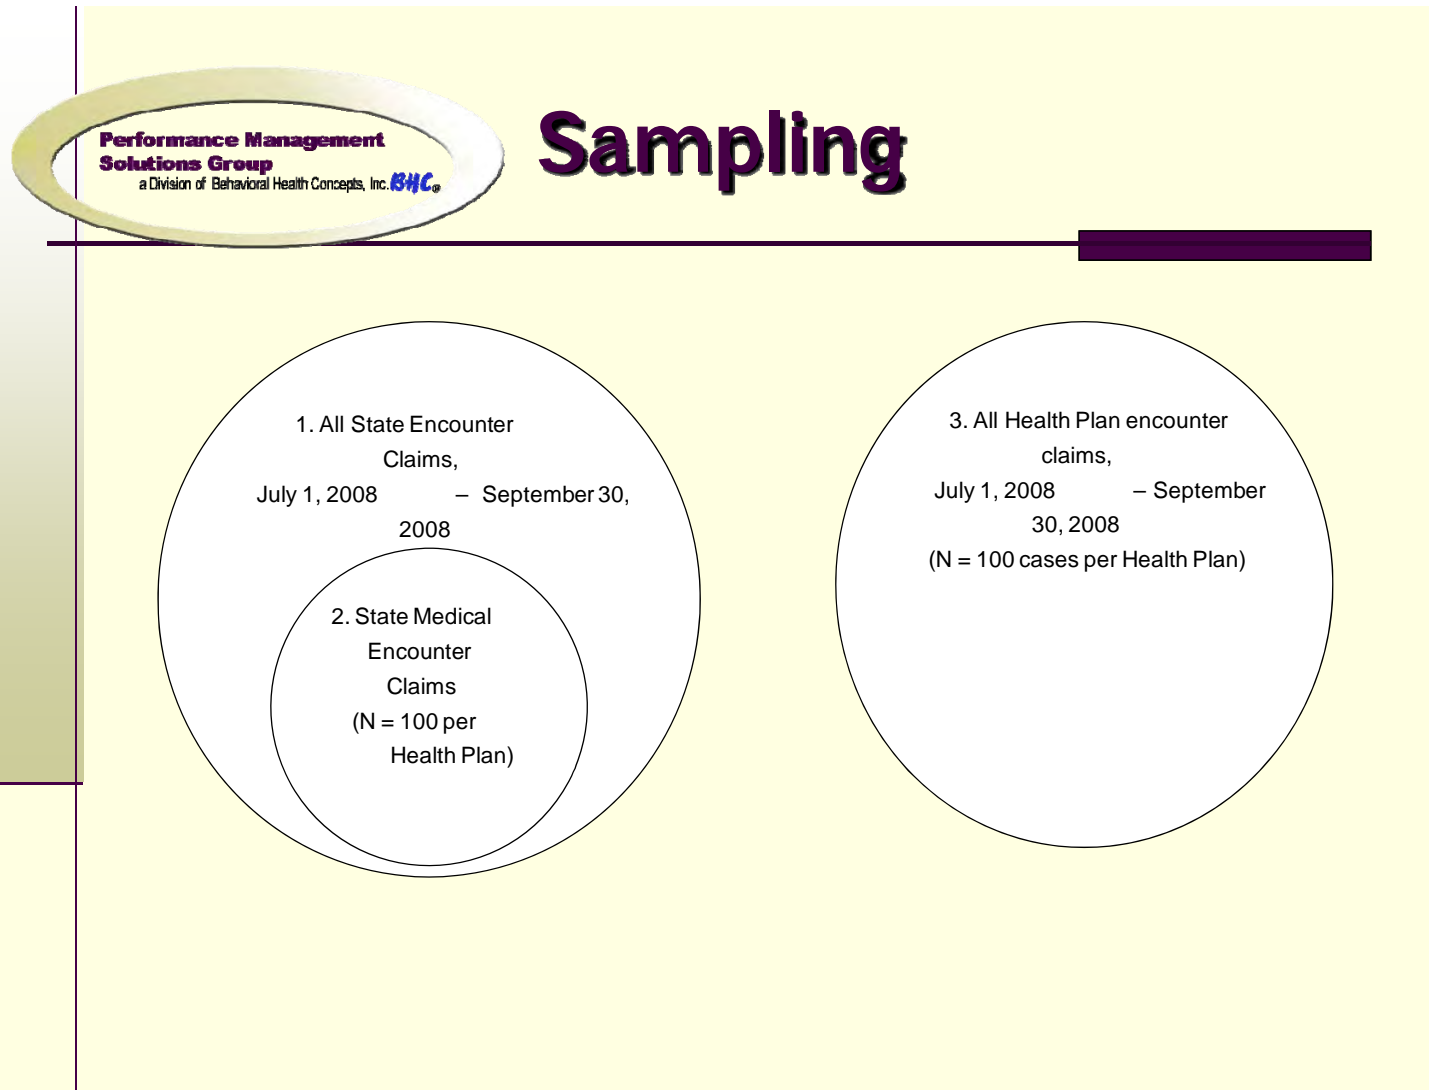 Performance Management
Solutions Group
a Division of Behavioral Health Concepts, Inc. BHC®
Sampling
1. All State Encounter
Claims,
July 1, 2008 – September 30,
2008
2. State Medical
Encounter
Claims
(N = 100 per
Health Plan)
3. All Health Plan encounter
claims,
July 1, 2008 – September
30, 2008
(N = 100 cases per Health Plan)